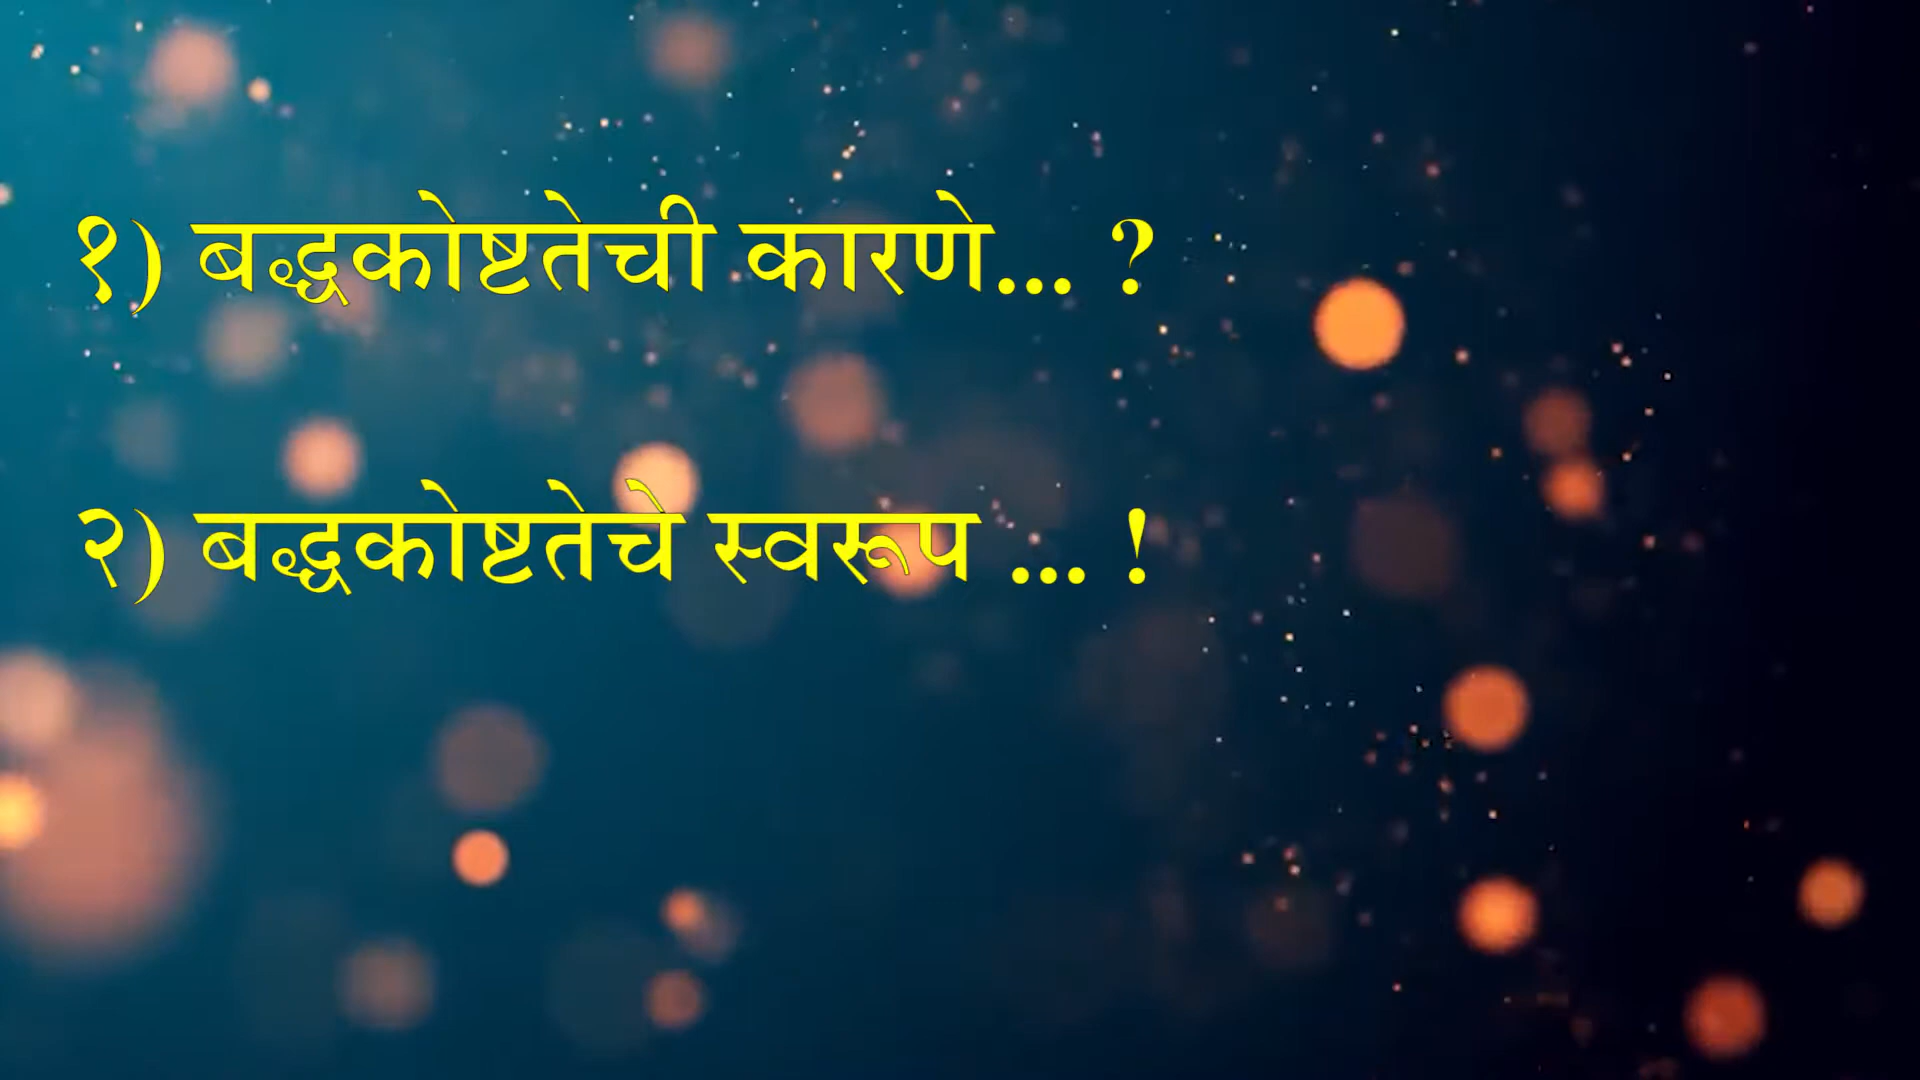 १) बद्धकोष्टतेची कारणे... ?
२) बद्धकोष्टतेचे स्वरूप ... !